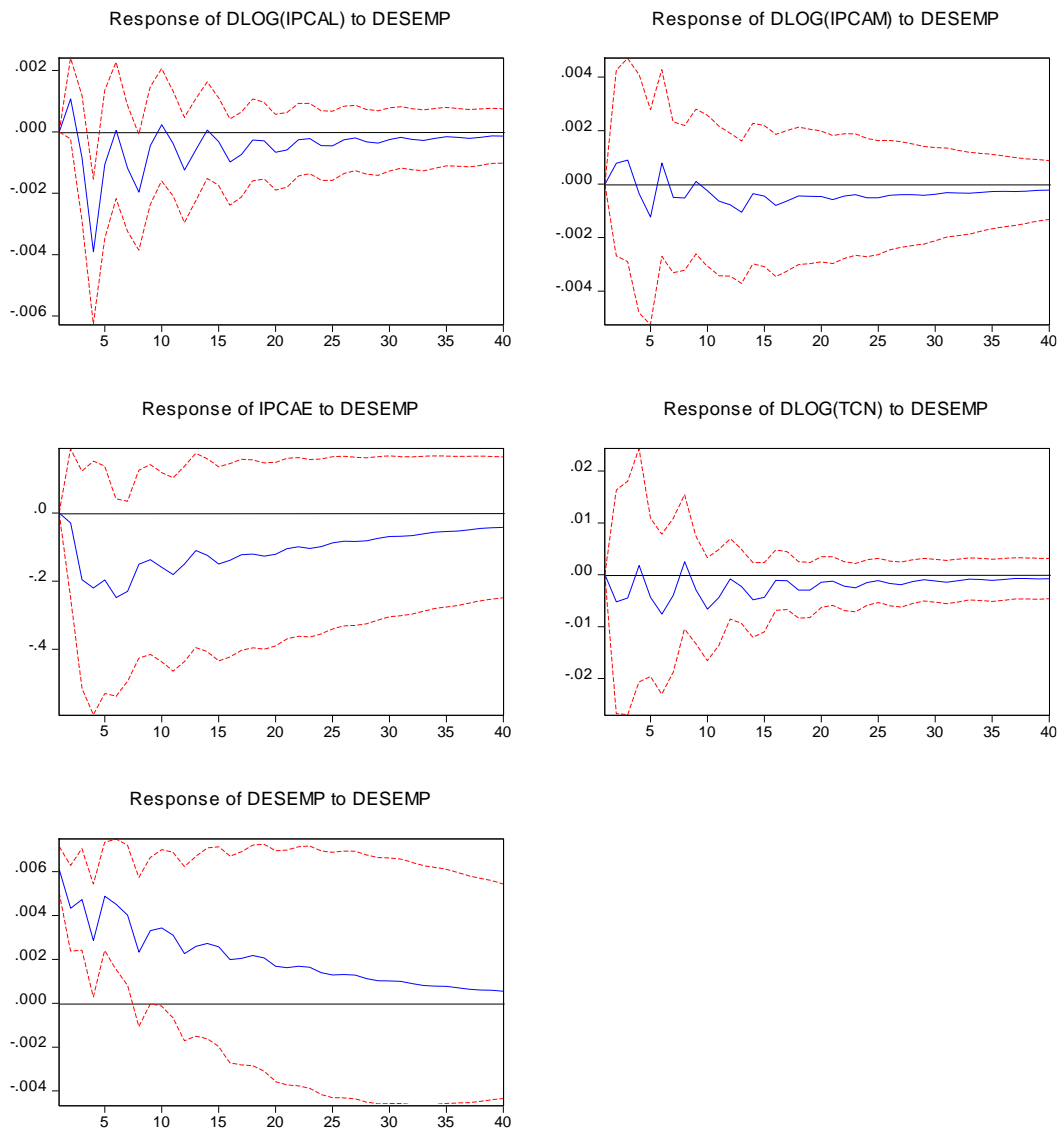 Response of DLOG(IPCAL) to DESEMP
.002
.000
-.002
-.004
-.006
5 10 15 20 25 30 35 40
Response of DLOG(IPCAM) to DESEMP
.004
.002
.000
-.002
-.004
5 10 15 20 25 30 35 40
Response of IPCAE to DESEMP
.0
-.2
-.4
5 10 15 20 25 30 35 40
Response of DLOG(TCN) to DESEMP
.02
.01
.00
-.01
-.02
5 10 15 20 25 30 35 40
Response of DESEMP to DESEMP
.006
.004
.002
.000
-.002
-.004
5 10 15 20 25 30 35 40